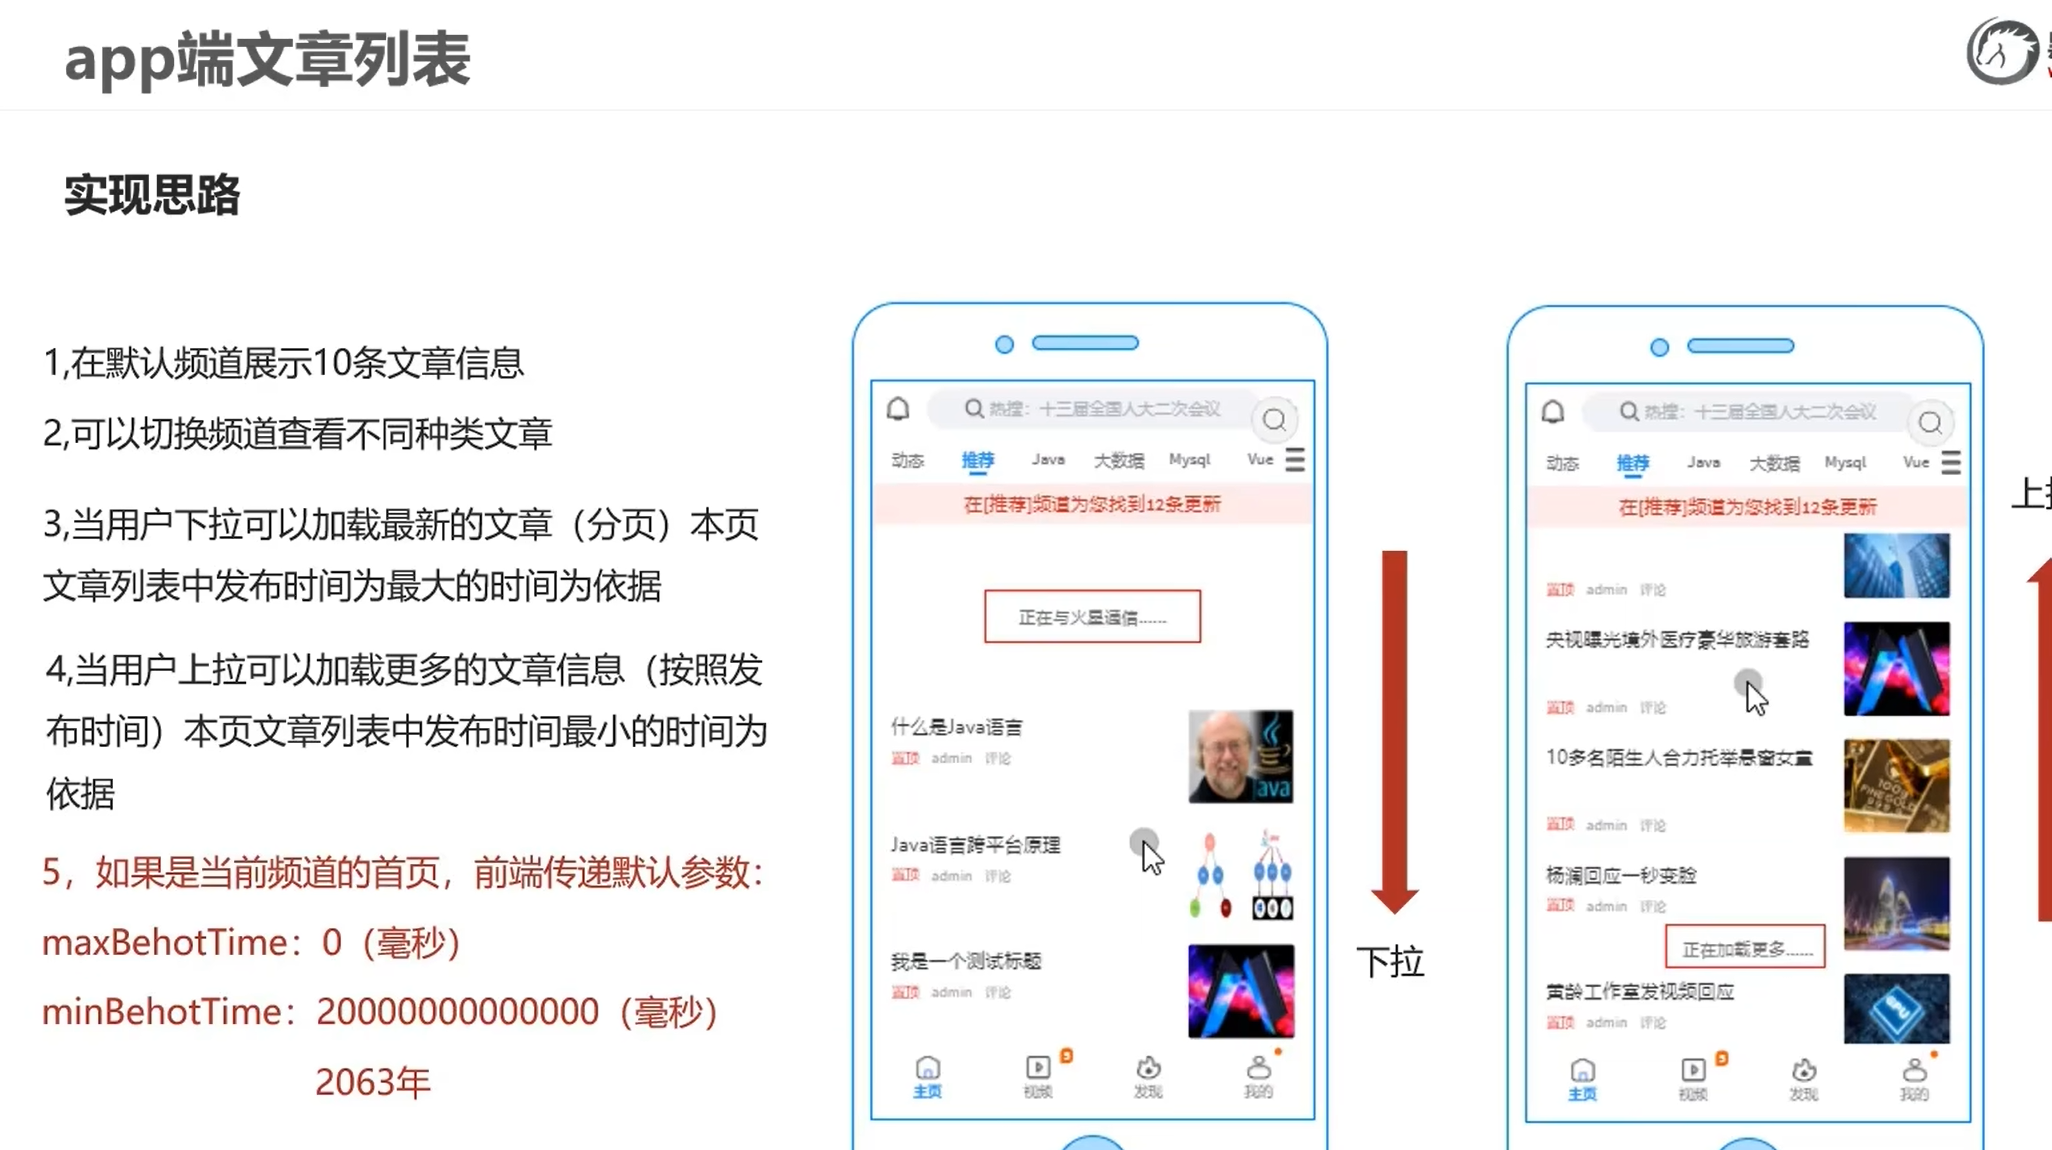 app端文章列表
实现思路
1,在默认频道展示10条文章信息
2,可以切换频道查看不同种类文章
3,当用户下拉可以加载最新的文章（分页）本页
文章列表中发布时间为最大的时间为依据
4,当用户上拉可以加载更多的文章信息（按照发
布时间）本页文章列表中发布时间最小的时间为
依据
5，如果是当前频道的首页，前端传递默认参数：
maxBehotTime：0（毫秒）
minBehotTime：20000000000000（毫秒）
2063年
热搜：十三届全国人大二次会议
动态 推荐 Java 大数据 Mysql Vue
在[推荐]频道为您找到12条更新
正在与火星通信......
什么是Java语言
置顶 admin 评论
Java语言跨平台原理
置顶 admin 评论
我是一个测试标题
置顶 admin 评论
主页 视频 发现 我的
下拉
热搜：十三届全国人大二次会议
动态 推荐 Java 大数据 Mysql Vue
在[推荐]频道为您找到12条更新
置顶 admin 评论
央视曝光境外医疗豪华旅游套路
置顶 admin 评论
10多名陌生人合力托举悬窗女童
置顶 admin 评论
杨澜回应一秒变脸
置顶 admin 评论
正在加载更多......
黄龄工作室发视频回应
置顶 admin 评论
主页 视频 发现 我的
上